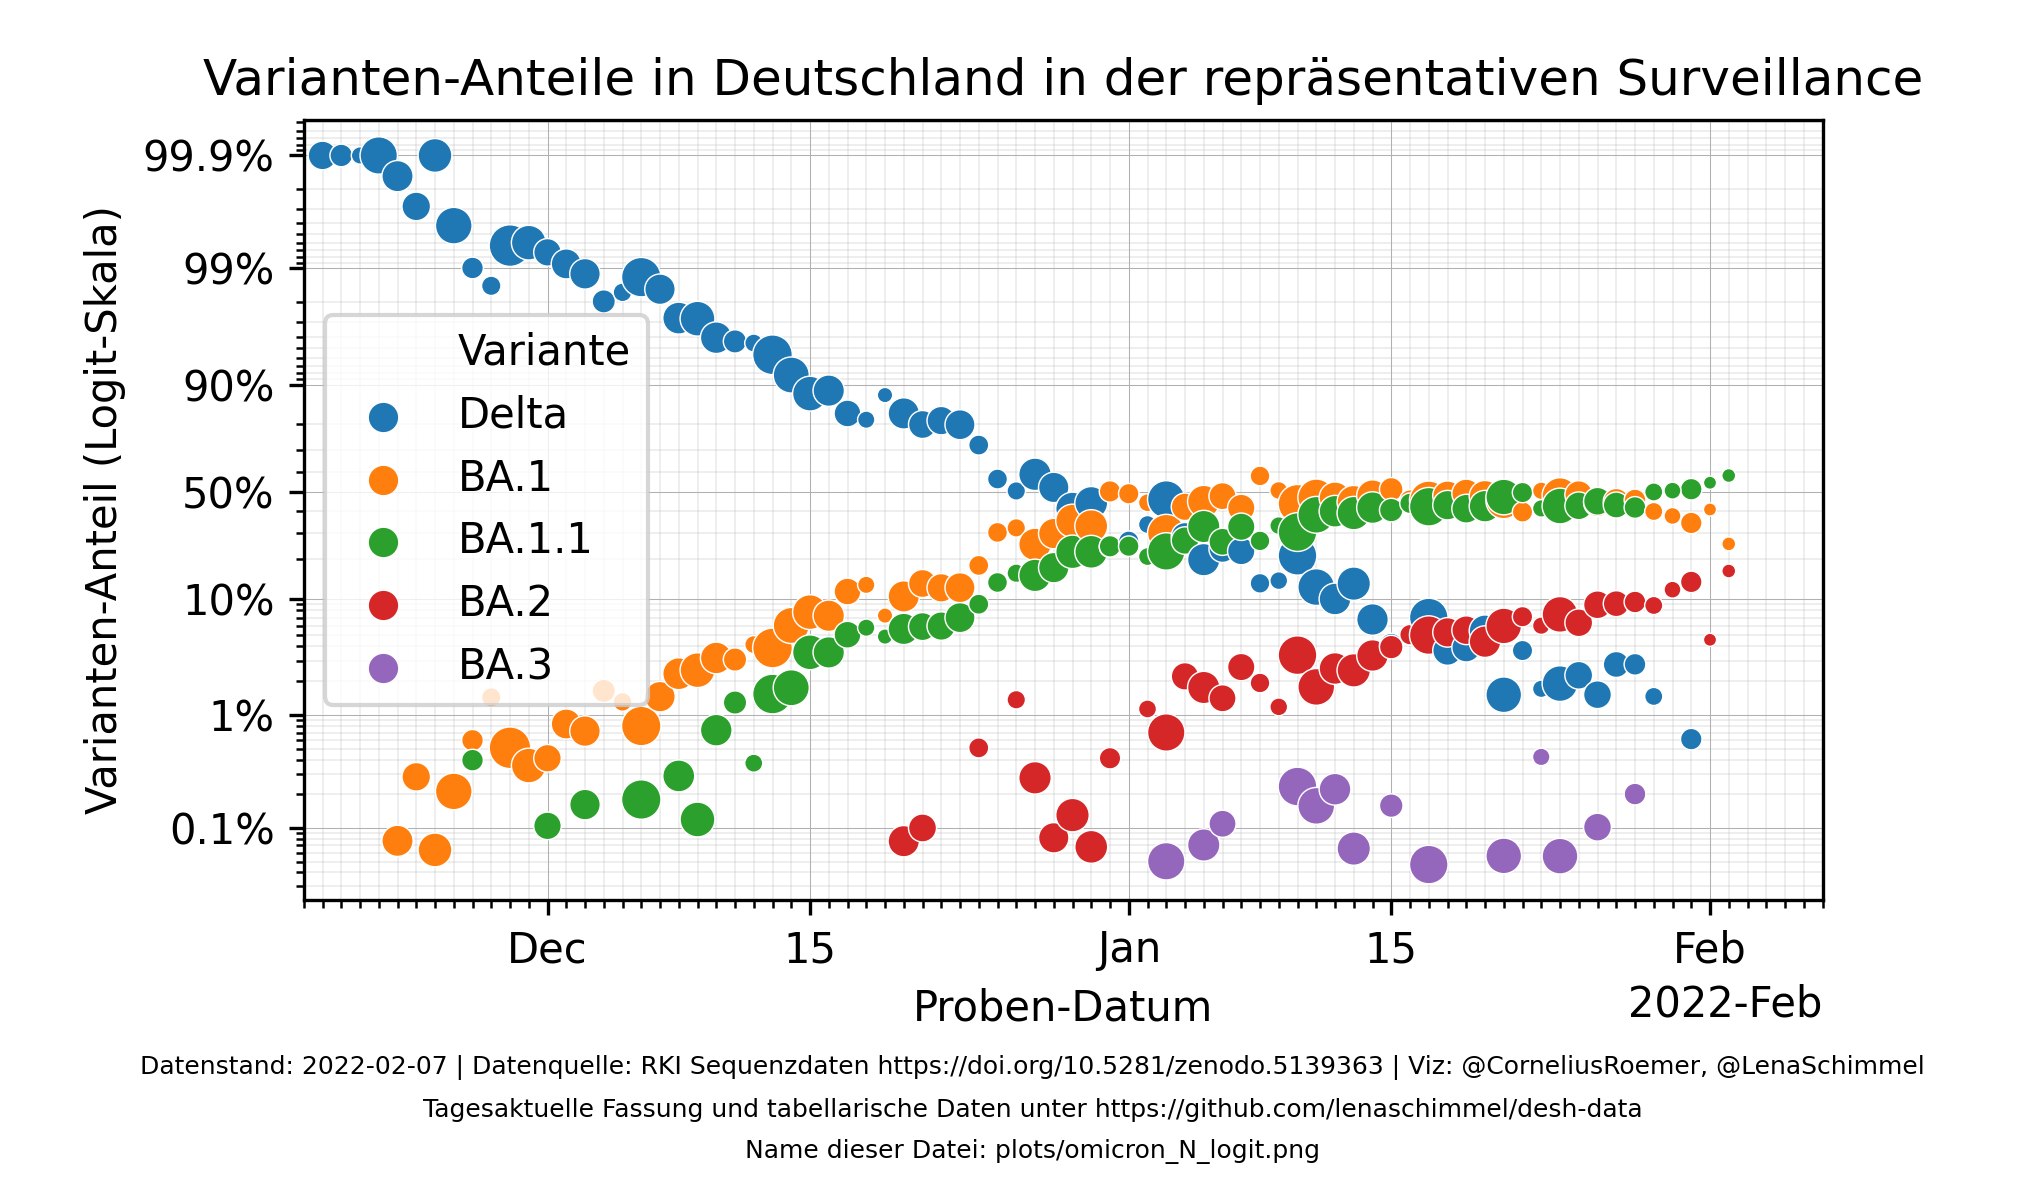 Varianten-Anteile in Deutschland in der repräsentativen Surveillance
Varianten-Anteil (Logit-Skala)
99.9%
99%
90%
50%
10%
1%
0.1%
Variante
Delta
BA.1
BA.1.1
BA.2
BA.3
Dec
15
Jan
15
Feb
Proben-Datum
2022-Feb
Datenstand: 2022-02-07 | Datenquelle: RKI Sequenzdaten https://doi.org/10.5281/zenodo.5139363 | Viz: @CorneliusRoemer, @LenaSchimmel
Tagesaktuelle Fassung und tabellarische Daten unter https://github.com/lenaschimmel/desh-data
Name dieser Datei: plots/omicron_N_logit.png